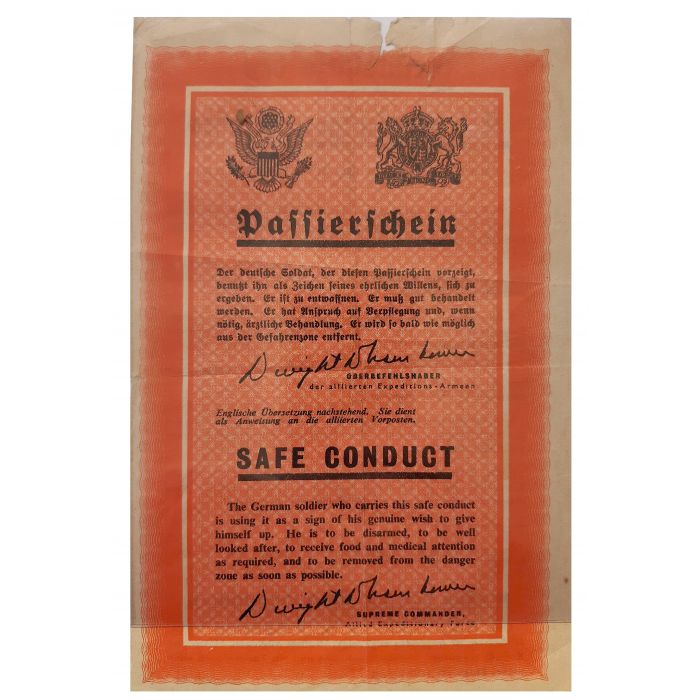 Passierschein
Der deutsche Soldat, der diesen Passierschein vorzeigt,
benutzt ihn als Zeichen seines ehrlichen Willens, sich zu
ergeben. Er ist zu entwaffnen. Er muß gut behandelt
werden. Er hat Anspruch auf Verpflegung und, wenn
nötig, ärztliche Behandlung. Er wird so bald wie möglich
aus der Gefahrenzone entfernt.
Dwight D Eisenhower
OBERBEFEHLSHABER
der alliierten Expeditions-Armeen
Englische Übersetzung nachstehend. Sie dient
als Anweisung an die alliierten Vorposten.
SAFE CONDUCT
The German soldier who carries this safe conduct
is using it as a sign of his genuine wish to give
himself up. He is to be disarmed, to be well
looked after, to receive food and medical attention
as required, and to be removed from the danger
zone as soon as possible.
Dwight D Eisenhower
SUPREME COMMANDER,
Allied Expeditionary Force